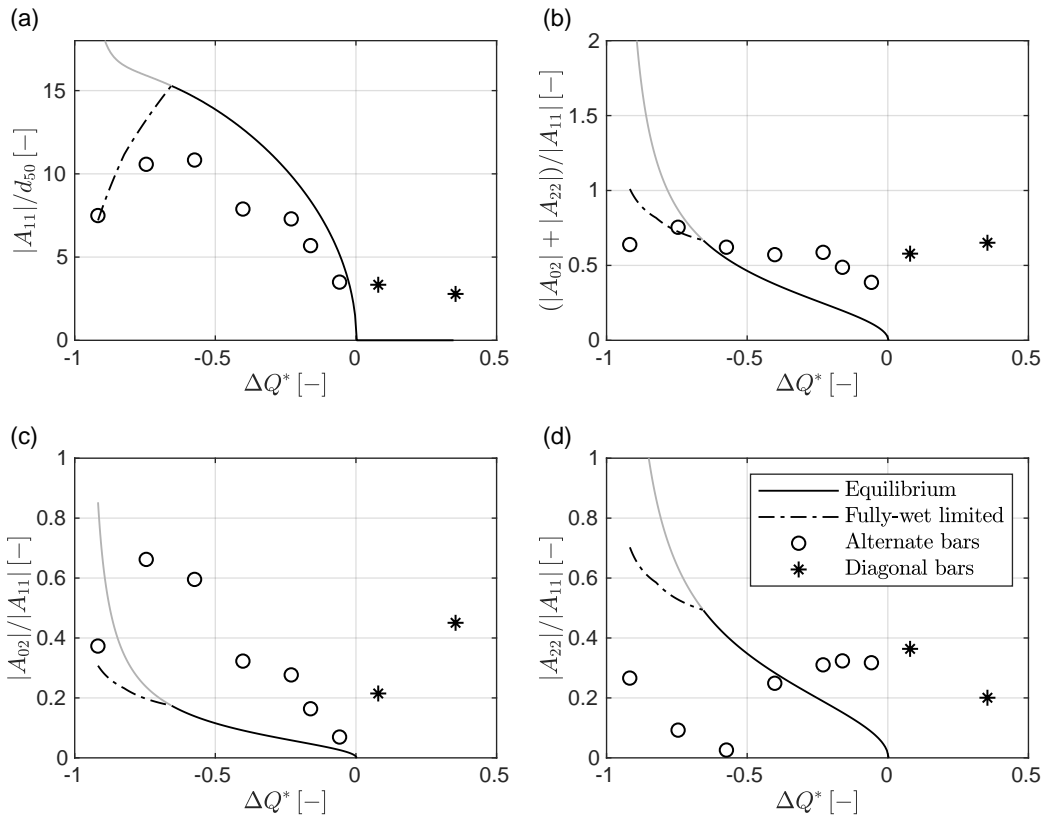 (a)
15
10
5
0
-1
-0.5
0
0.5
|A₁₁|/d₅₀ [−]
ΔQ* [−]
(b)
2
1.5
1
0.5
0
-1
-0.5
0
0.5
(|A₀₂| + |A₂₂|)/|A₁₁| [−]
ΔQ* [−]
(c)
1
0.8
0.6
0.4
0.2
0
-1
-0.5
0
0.5
|A₀₂|/|A₁₁| [−]
ΔQ* [−]
(d)
1
0.8
0.6
0.4
0.2
0
-1
-0.5
0
0.5
|A₂₂|/|A₁₁| [−]
ΔQ* [−]
Equilibrium
Fully-wet limited
Alternate bars
Diagonal bars